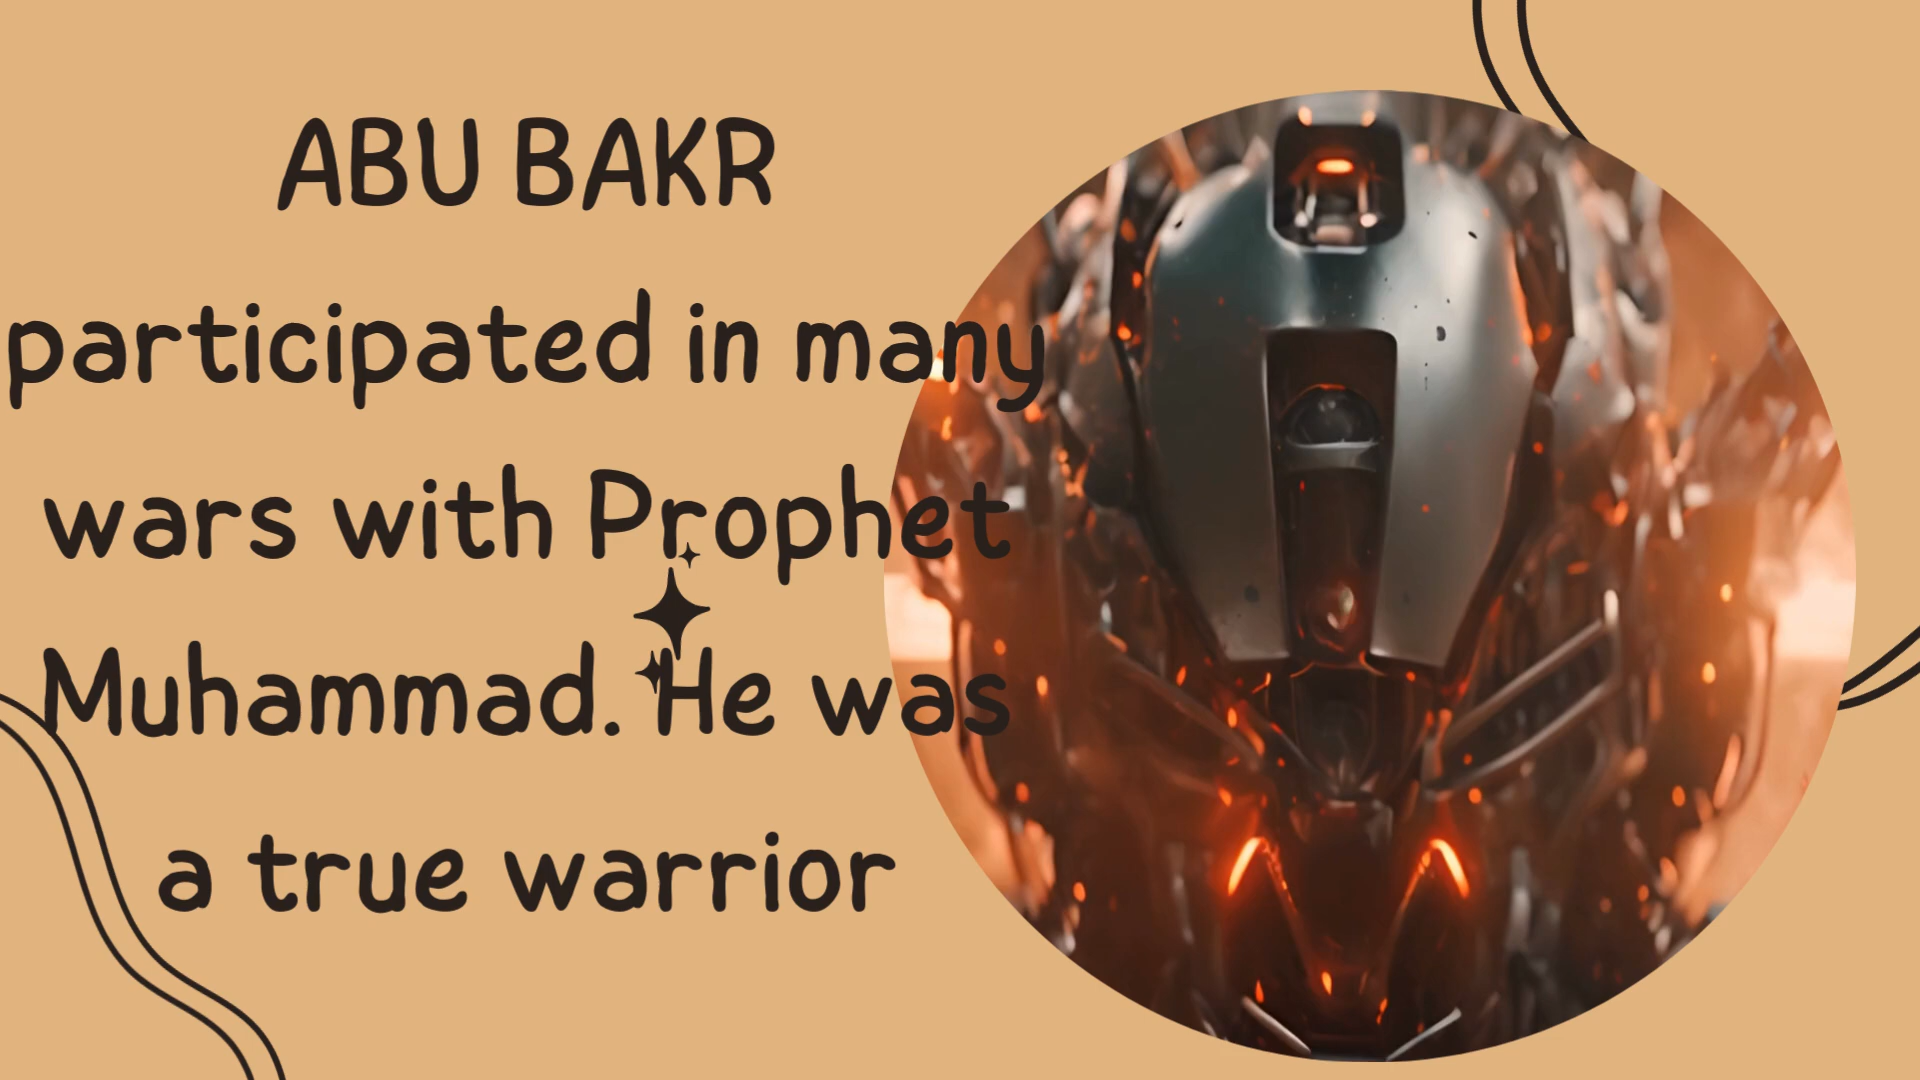 ABU BAKR
participated in many
wars with Prophet
Muhammad. He was
a true warrior